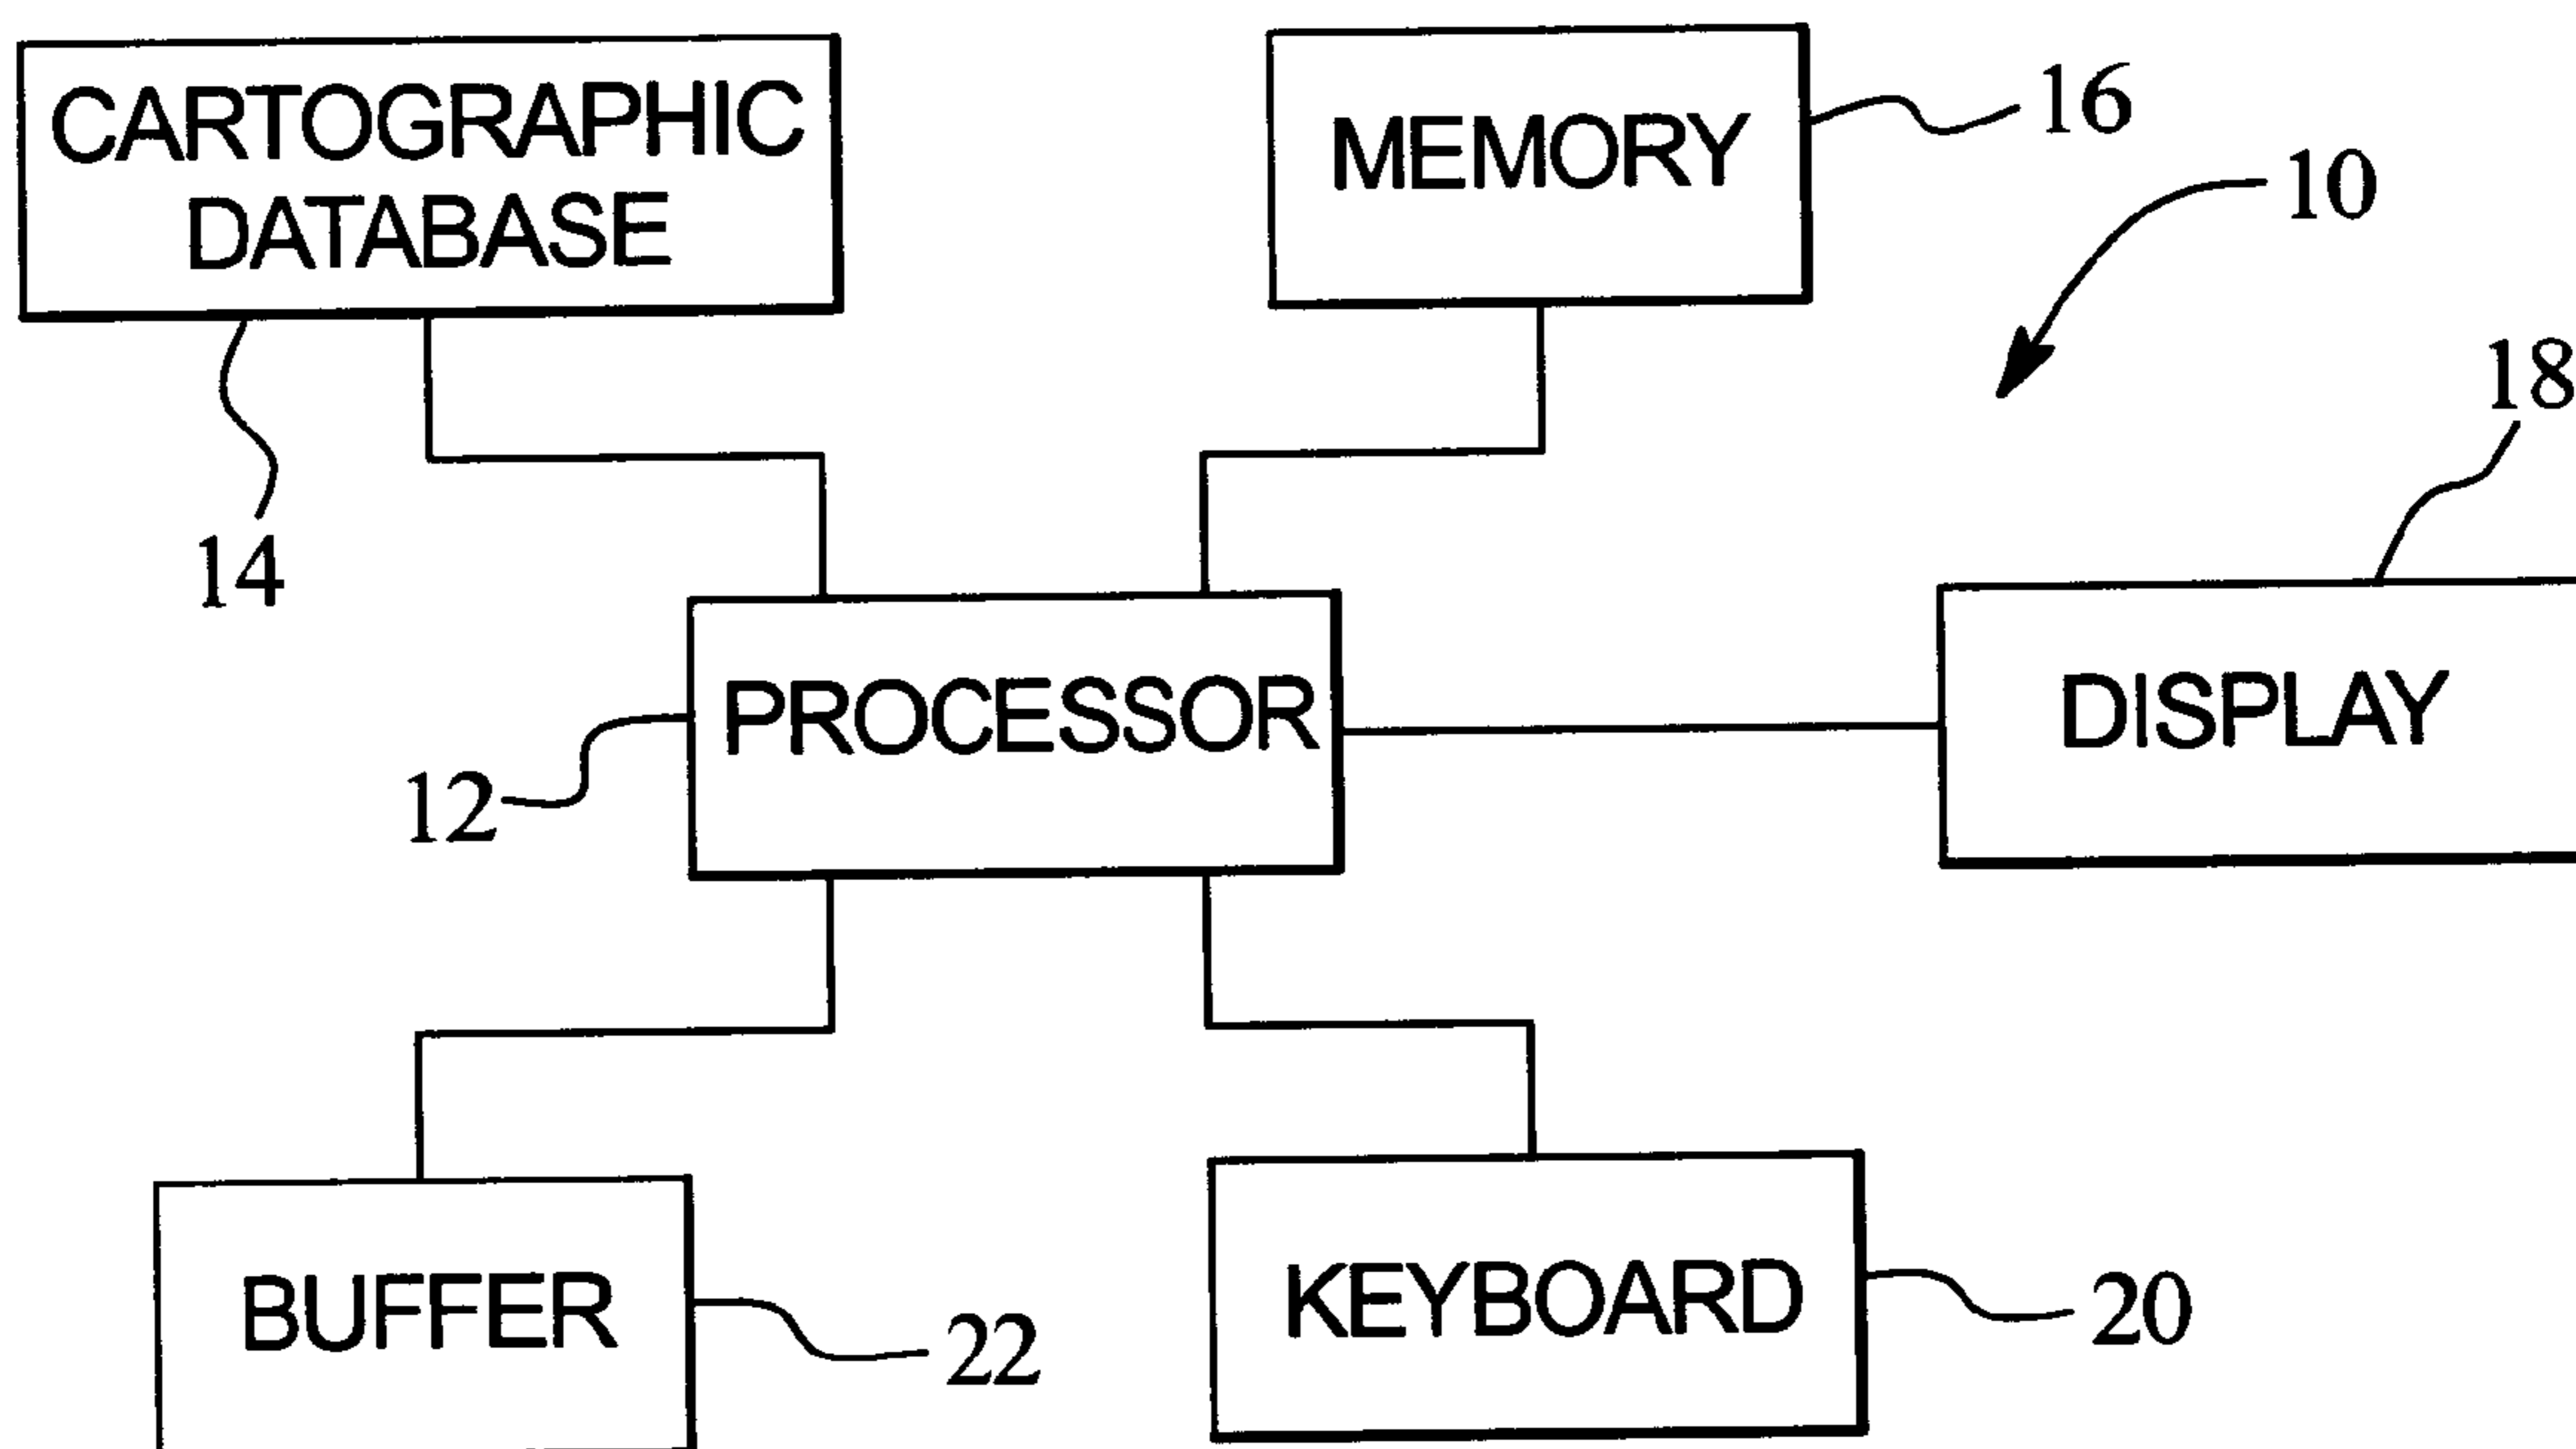 CARTOGRAPHIC
DATABASE
MEMORY
16
10
18
14
PROCESSOR
DISPLAY
12
BUFFER
KEYBOARD
22
20